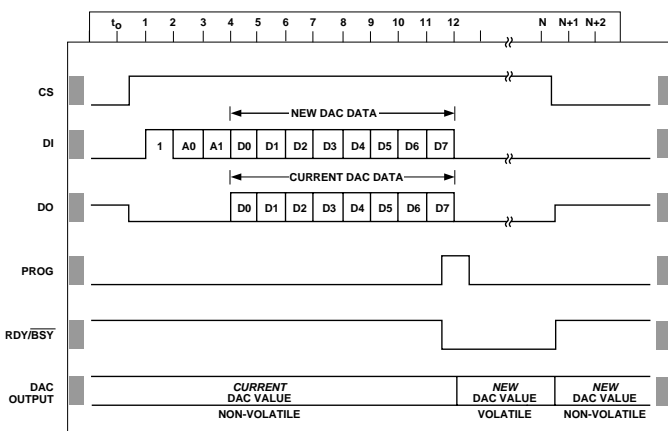 to 1 2 3 4 5 6 7 8 9 10 11 12 N N+1 N+2
CS
NEW DAC DATA
DI 1 A0 A1 D0 D1 D2 D3 D4 D5 D6 D7
CURRENT DAC DATA
DO D0 D1 D2 D3 D4 D5 D6 D7
PROG
RDY/BSY
DAC OUTPUT
CURRENT DAC VALUE
NON-VOLATILE
NEW DAC VALUE
VOLATILE
NEW DAC VALUE
NON-VOLATILE